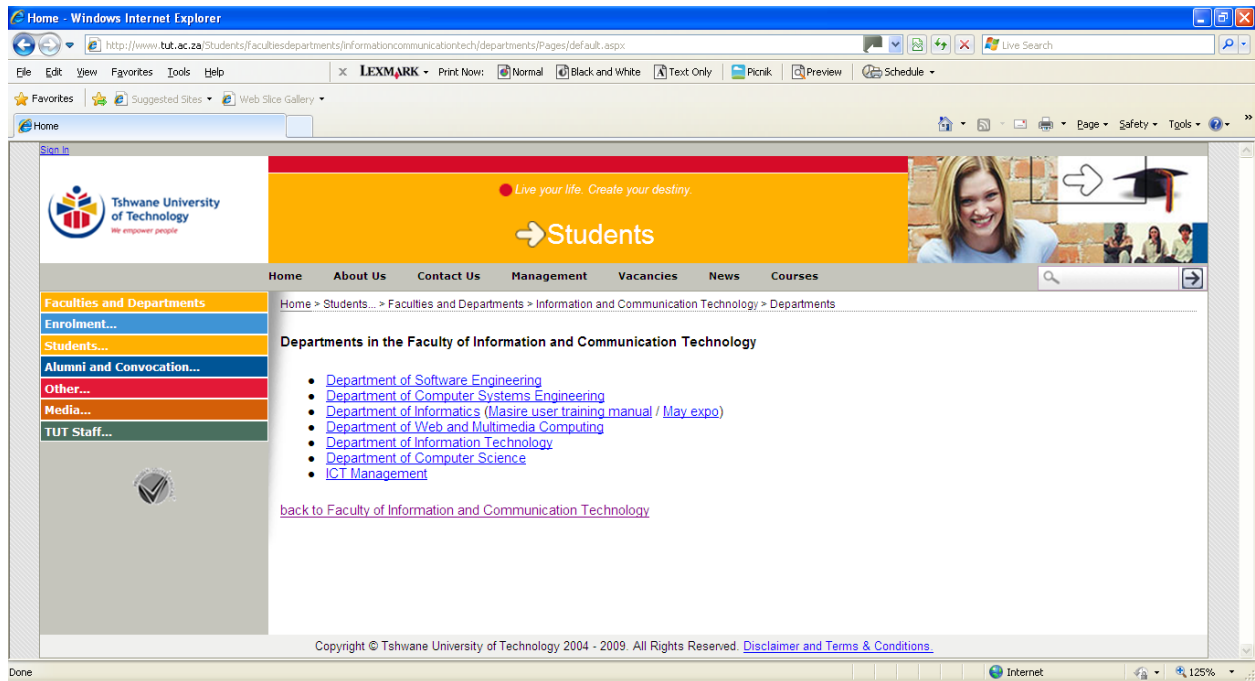 Home - Windows Internet Explorer
http://www.tut.ac.za/Students/facultiesdepartments/informationcommunicationtech/departments/Pages/default.aspx
Live Search
File Edit View Favorites Tools Help
x LEXMARK Print Now: Normal Black and White Text Only Picnik Preview Schedule
Favorites Suggested Sites Web Slice Gallery
Home
Page Safety Tools »
Sign In
Tshwane University
of Technology
We empower people
Live your life. Create your destiny.
Students
Home About Us Contact Us Management Vacancies News Courses
Faculties and Departments
Enrolment...
Students...
Alumni and Convocation...
Other...
Media...
TUT Staff...
Home > Students... > Faculties and Departments > Information and Communication Technology > Departments
Departments in the Faculty of Information and Communication Technology
• Department of Software Engineering
• Department of Computer Systems Engineering
• Department of Informatics (Masire user training manual / May expo)
• Department of Web and Multimedia Computing
• Department of Information Technology
• Department of Computer Science
• ICT Management
back to Faculty of Information and Communication Technology
Copyright © Tshwane University of Technology 2004 - 2009. All Rights Reserved. Disclaimer and Terms & Conditions.
Done Internet 125%